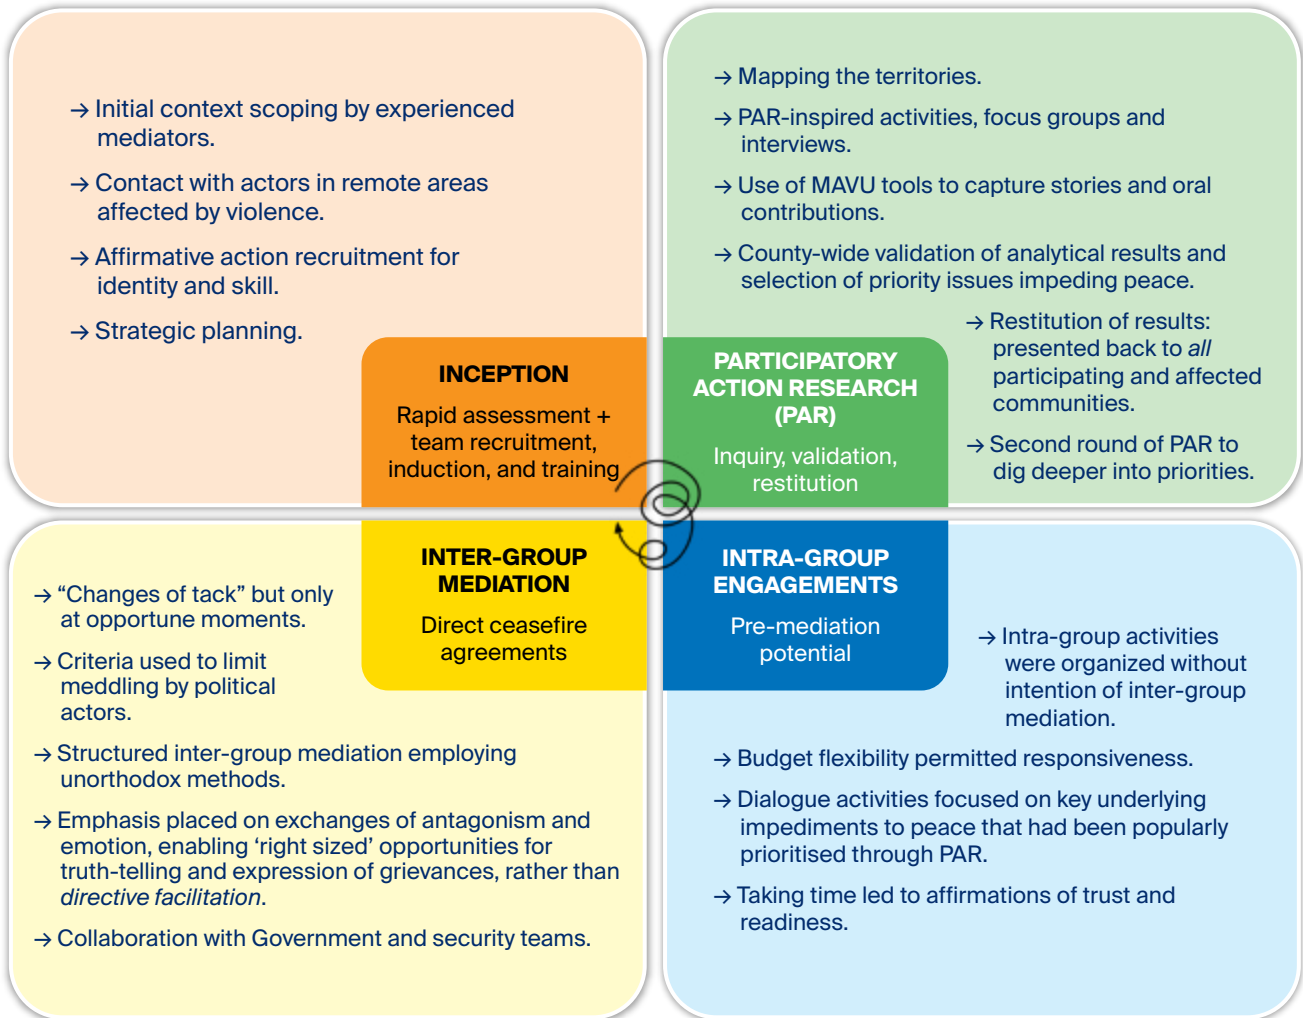 → Initial context scoping by experienced
mediators.
→ Contact with actors in remote areas
affected by violence.
→ Affirmative action recruitment for
identity and skill.
→ Strategic planning.
INCEPTION
Rapid assessment +
team recruitment,
induction, and training
→ Mapping the territories.
→ PAR-inspired activities, focus groups and
interviews.
→ Use of MAVU tools to capture stories and oral
contributions.
→ County-wide validation of analytical results and
selection of priority issues impeding peace.
→ Restitution of results:
presented back to all
participating and affected
communities.
→ Second round of PAR to
dig deeper into priorities.
PARTICIPATORY
ACTION RESEARCH
(PAR)
Inquiry, validation,
restitution
INTER-GROUP
MEDIATION
Direct ceasefire
agreements
→ “Changes of tack” but only
at opportune moments.
→ Criteria used to limit
meddling by political
actors.
→ Structured inter-group mediation employing
unorthodox methods.
→ Emphasis placed on exchanges of antagonism and
emotion, enabling ‘right sized’ opportunities for
truth-telling and expression of grievances, rather than
directive facilitation.
→ Collaboration with Government and security teams.
INTRA-GROUP
ENGAGEMENTS
Pre-mediation
potential
→ Intra-group activities
were organized without
intention of inter-group
mediation.
→ Budget flexibility permitted responsiveness.
→ Dialogue activities focused on key underlying
impediments to peace that had been popularly
prioritised through PAR.
→ Taking time led to affirmations of trust and
readiness.